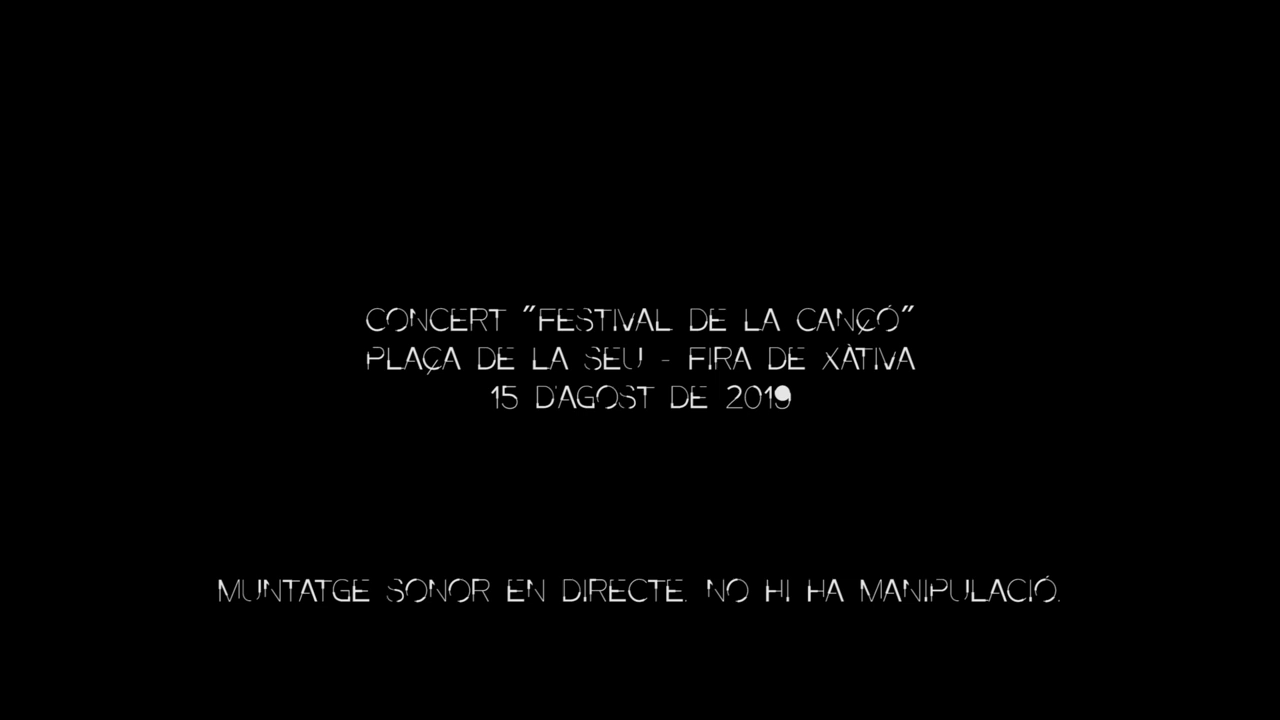 CONCERT "FESTIVAL DE LA CANÇÓ"
PLAÇA DE LA SEU - FIRA DE XÀTIVA
15 D'AGOST DE 2019
MUNTATGE SONOR EN DIRECTE. NO HI HA MANIPULACIÓ.